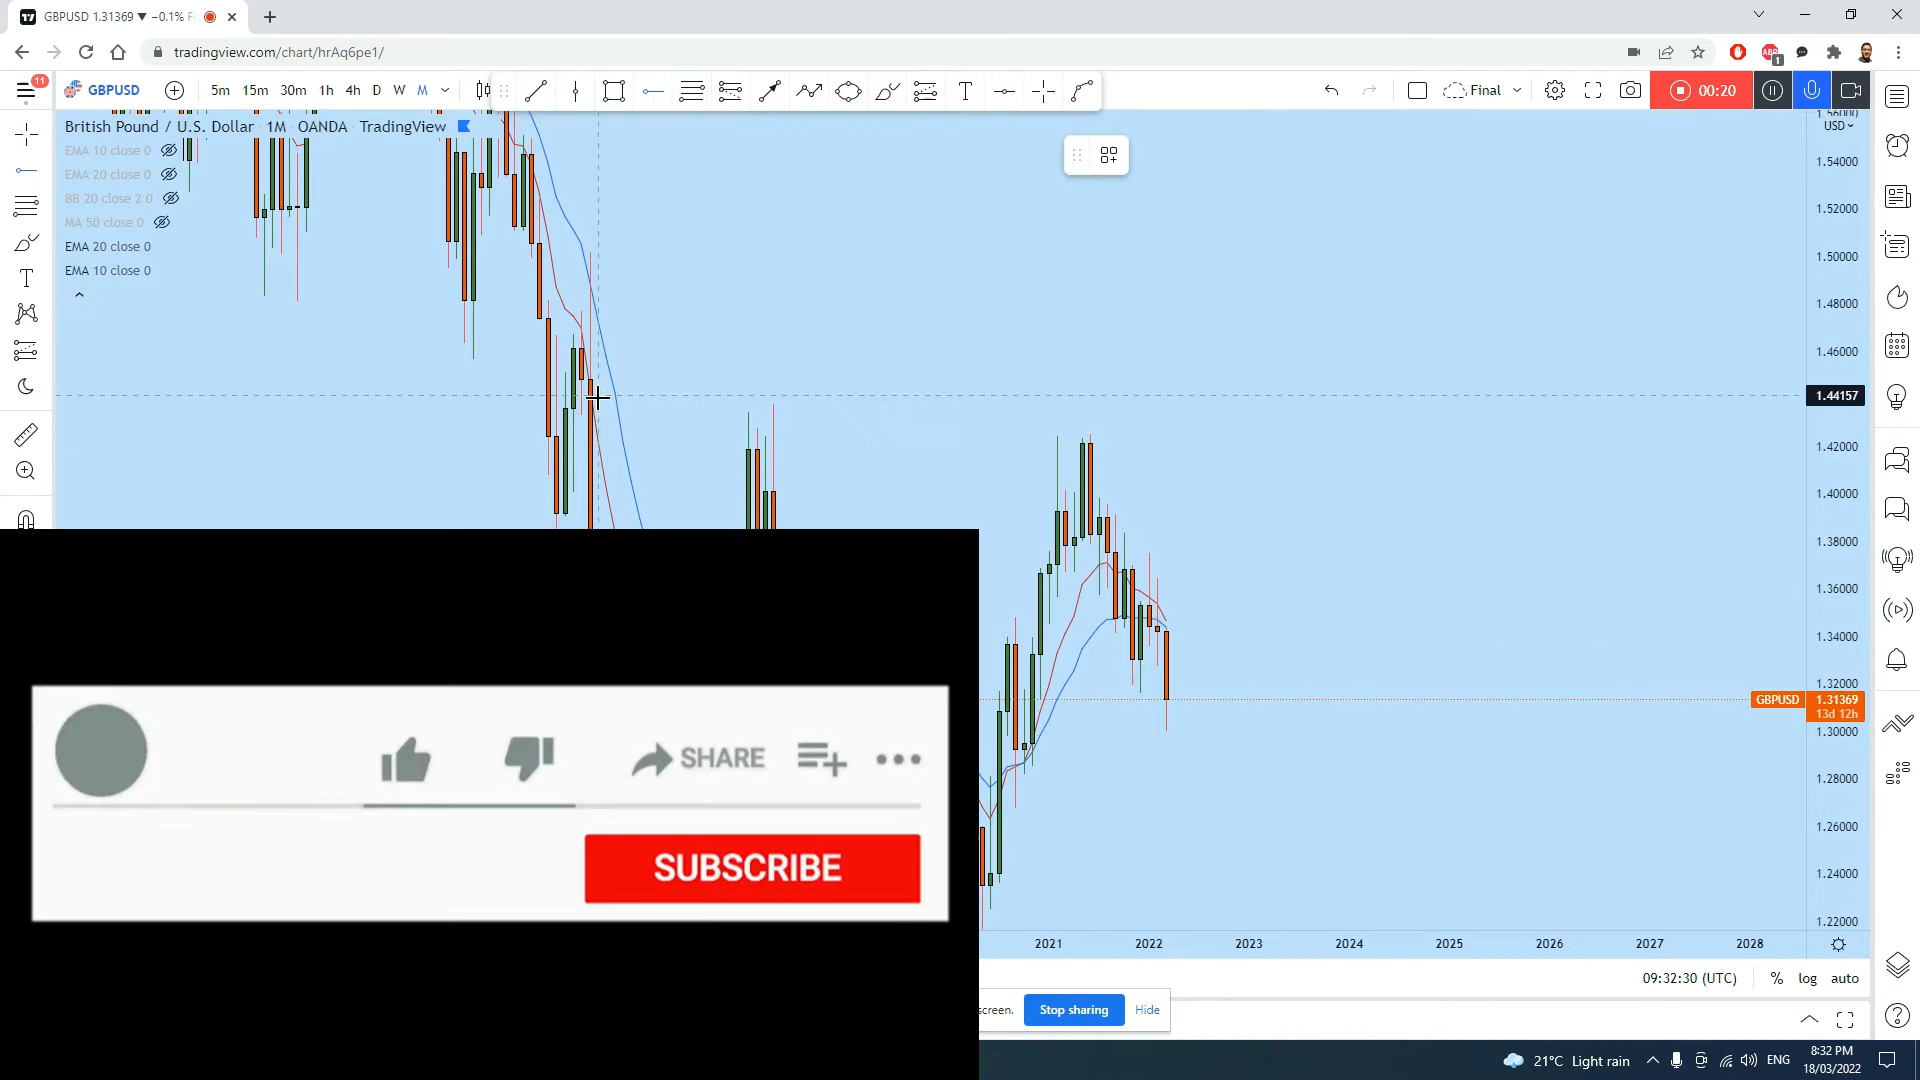 GBPUSD 1.31369 ▼ −0.1%
tradingview.com/chart/hrAq6pe1/
ABP
1
11
GBPUSD
5m 15m 30m 1h 4h D W M
Final
00:20
British Pound / U.S. Dollar 1M OANDA TradingView
EMA 10 close 0
EMA 20 close 0
BB 20 close 2 0
MA 50 close 0
EMA 20 close 0
EMA 10 close 0
1.56000
USD
1.54000
1.52000
1.50000
1.48000
1.46000
1.44157
1.42000
1.40000
1.38000
1.36000
1.34000
1.32000
GBPUSD 1.31369
13d 12h
1.30000
1.28000
1.26000
1.24000
1.22000
SHARE
SUBSCRIBE
2021 2022 2023 2024 2025 2026 2027 2028
09:32:30 (UTC) % log auto
screen. Stop sharing Hide
21°C Light rain ENG
8:32 PM
18/03/2022